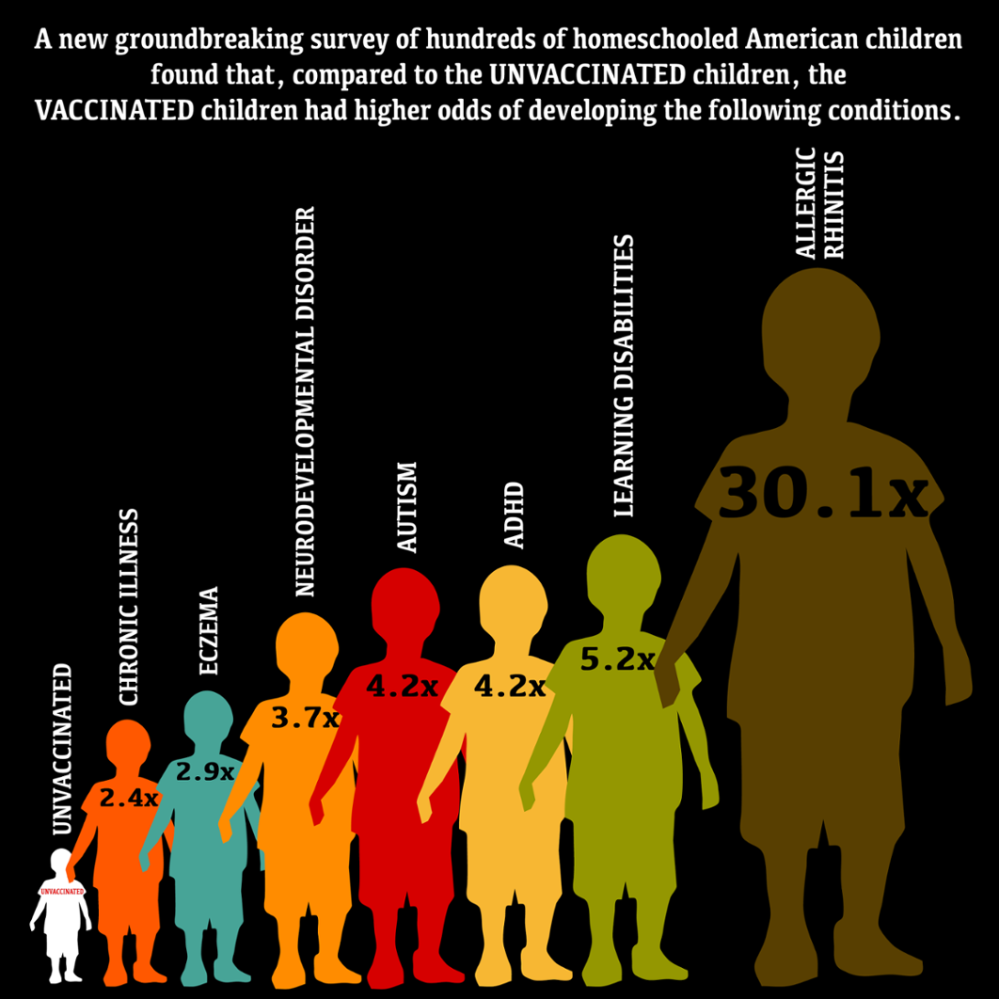 A new groundbreaking survey of hundreds of homeschooled American children
found that, compared to the UNVACCINATED children, the
VACCINATED children had higher odds of developing the following conditions.
UNVACCINATED
UNVACCINATED
CHRONIC ILLNESS
2.4x
ECZEMA
2.9x
NEURODEVELOPMENTAL DISORDER
3.7x
AUTISM
4.2x
ADHD
4.2x
LEARNING DISABILITIES
5.2x
ALLERGIC
RHINITIS
30.1x